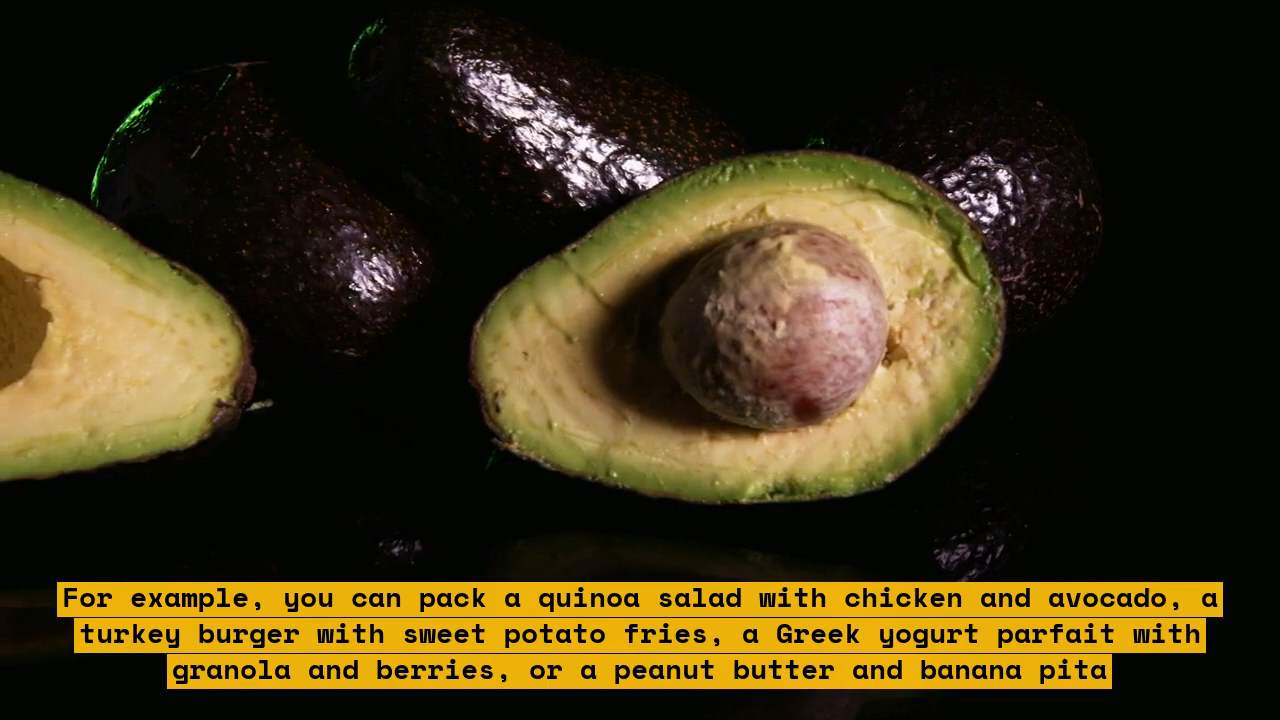 For example, you can pack a quinoa salad with chicken and avocado, a
turkey burger with sweet potato fries, a Greek yogurt parfait with
granola and berries, or a peanut butter and banana pita